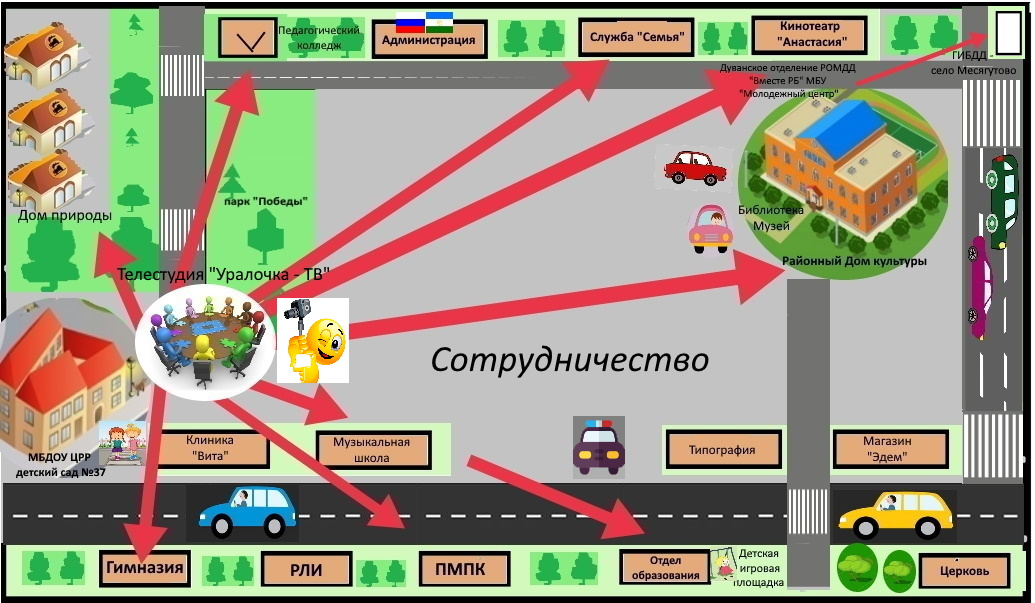 Педагогический
колледж
Администрация
Служба "Семья"
Кинотеатр
"Анастасия"
ГИБДД -
село Месягутово
Дуванское отделение РОМДД
"Вместе РБ" МБУ
"Молодежный центр"
парк "Победы"
Дом природы
Библиотека
Музей
Районный Дом культуры
Телестудия "Уралочка - ТВ"
Сотрудничество
МБДОУ ЦРР
детский сад №37
Клиника
"Вита"
Музыкальная
школа
Типография
Магазин
"Эдем"
Гимназия
РЛИ
ПМПК
Отдел
образования
Детская
игровая
площадка
Церковь